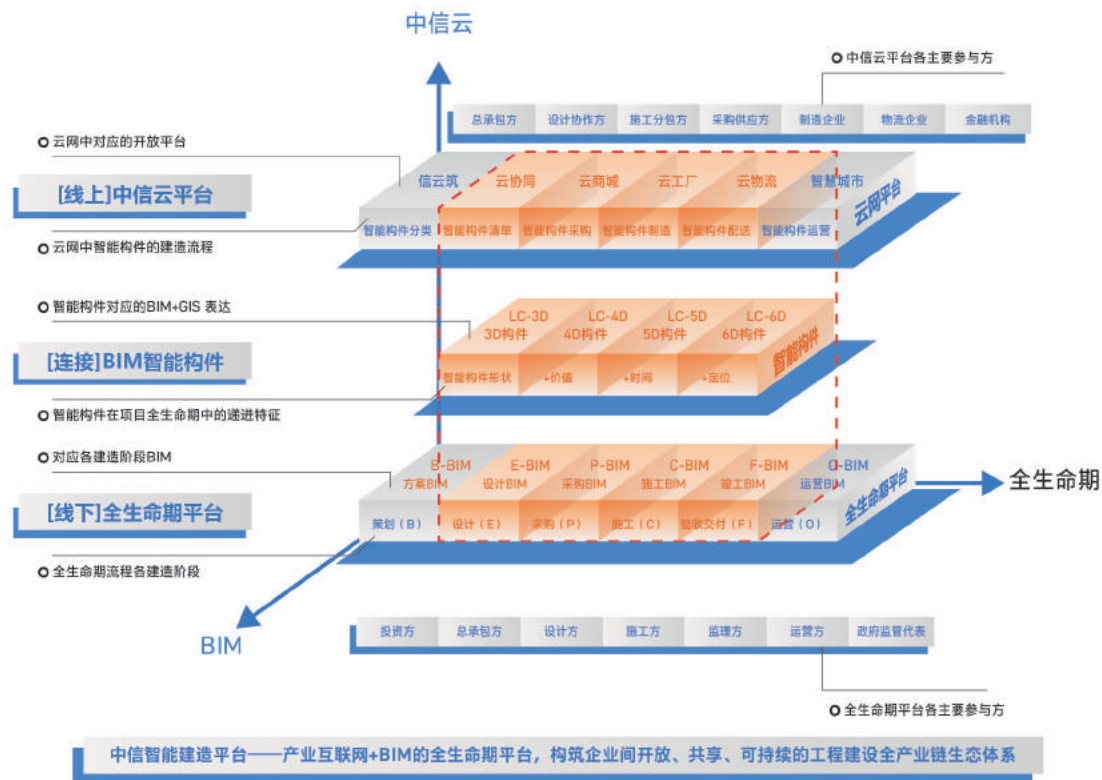 中信云
中信云平台各主要参与方
总承包方 设计协作方 施工分包方 采购供应方 制造企业 物流企业 金融机构
云网中对应的开放平台
信云筑 云协同 云商城 云工厂 云物流 智慧城市
云网平台
[线上]中信云平台
智能构件分类 智能构件清单 智能构件采购 智能构件制造 智能构件配送 智能构件运营
云网中智能构件的建造流程
智能构件对应的BIM+GIS 表达
LC-3D LC-4D LC-5D LC-6D
3D构件 4D构件 5D构件 6D构件
智能构件
[连接]BIM智能构件
智能构件形状 +价值 +时间 +定位
智能构件在项目全生命期中的递进特征
对应各建造阶段BIM
B-BIM E-BIM P-BIM C-BIM F-BIM O-BIM
方案BIM 设计BIM 采购BIM 施工BIM 竣工BIM 运营BIM
全生命期平台
全生命期
[线下]全生命期平台
策划(B) 设计(E) 采购(P) 施工(C) 验收交付(F) 运营(O)
全生命期流程各建造阶段
BIM
投资方 总承包方 设计方 施工方 监理方 运营方 政府监管代表
全生命期平台各主要参与方
中信智能建造平台——产业互联网+BIM的全生命期平台，构筑企业间开放、共享、可持续的工程建设全产业链生态体系